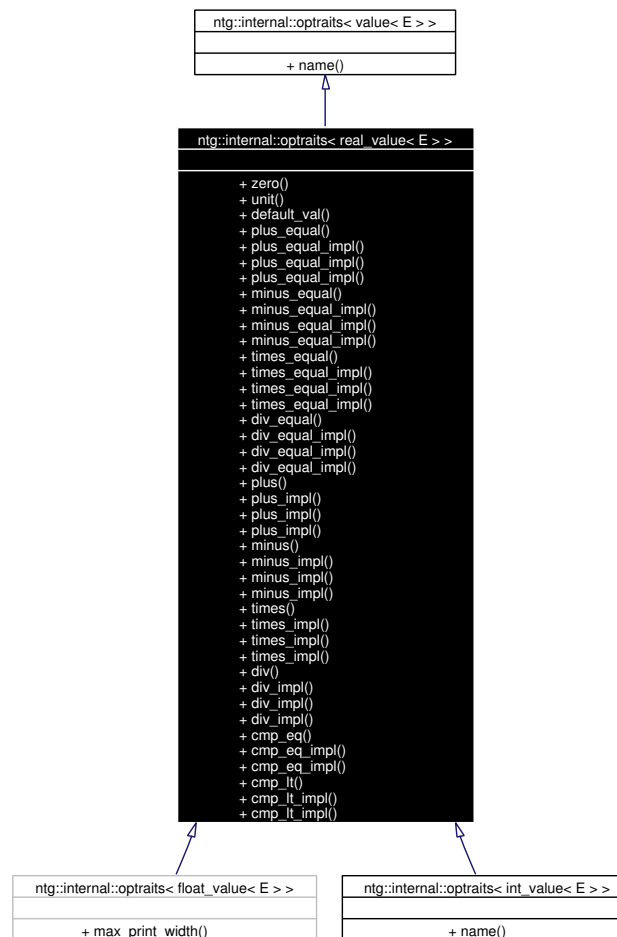 ntg::internal::optraits< value< E > >
+ name()
ntg::internal::optraits< real_value< E > >
+ zero()
+ unit()
+ default_val()
+ plus_equal()
+ plus_equal_impl()
+ plus_equal_impl()
+ plus_equal_impl()
+ minus_equal()
+ minus_equal_impl()
+ minus_equal_impl()
+ minus_equal_impl()
+ times_equal()
+ times_equal_impl()
+ times_equal_impl()
+ times_equal_impl()
+ div_equal()
+ div_equal_impl()
+ div_equal_impl()
+ div_equal_impl()
+ plus()
+ plus_impl()
+ plus_impl()
+ plus_impl()
+ minus()
+ minus_impl()
+ minus_impl()
+ minus_impl()
+ times()
+ times_impl()
+ times_impl()
+ times_impl()
+ div()
+ div_impl()
+ div_impl()
+ div_impl()
+ cmp_eq()
+ cmp_eq_impl()
+ cmp_eq_impl()
+ cmp_lt()
+ cmp_lt_impl()
+ cmp_lt_impl()
ntg::internal::optraits< float_value< E > >
+ max_print_width()
ntg::internal::optraits< int_value< E > >
+ name()